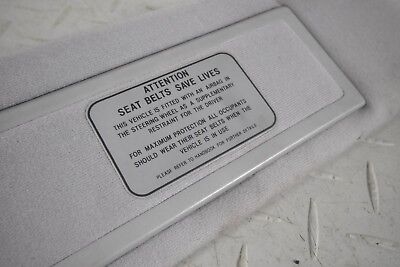 ATTENTION
SEAT BELTS SAVE LIVES
THIS VEHICLE IS FITTED WITH AN AIRBAG IN
THE STEERING WHEEL AS A SUPPLEMENTARY
RESTRAINT FOR THE DRIVER
FOR MAXIMUM PROTECTION ALL OCCUPANTS
SHOULD WEAR THEIR SEAT BELTS WHEN THE
VEHICLE IS IN USE
PLEASE REFER TO HANDBOOK FOR FURTHER DETAILS